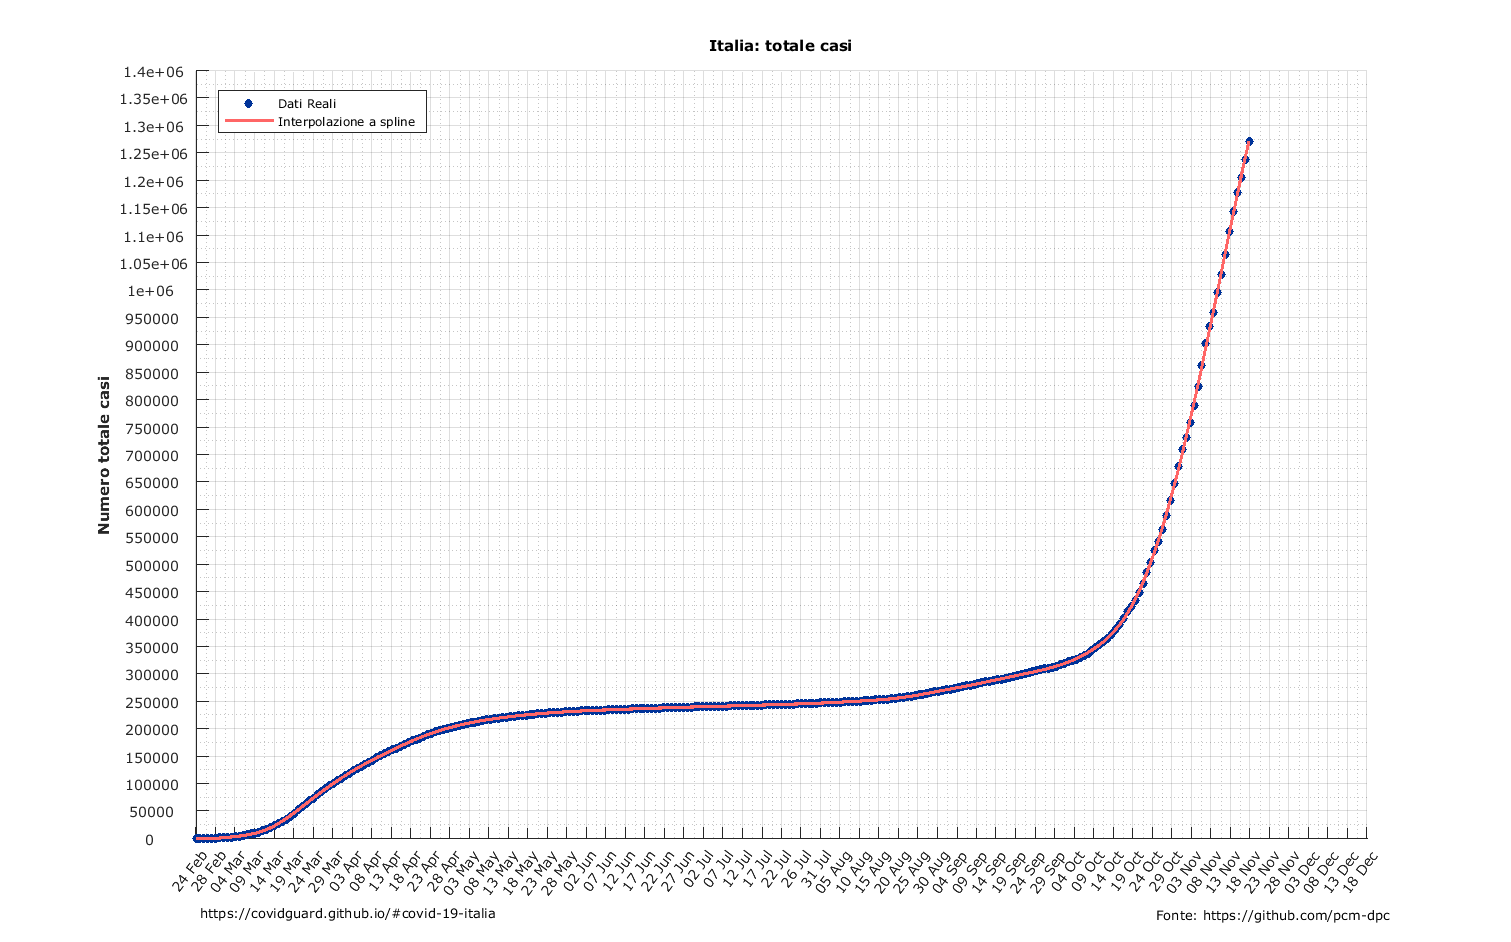 Italia: totale casi
1.4e+06
1.35e+06
1.3e+06
1.25e+06
1.2e+06
1.15e+06
1.1e+06
1.05e+06
1e+06
950000
900000
850000
800000
750000
700000
650000
600000
550000
500000
450000
400000
350000
300000
250000
200000
150000
100000
50000
0
Numero totale casi
Dati Reali
Interpolazione a spline
24 Feb
28 Feb
04 Mar
09 Mar
14 Mar
19 Mar
24 Mar
29 Mar
03 Apr
08 Apr
13 Apr
18 Apr
23 Apr
28 Apr
03 May
08 May
13 May
18 May
23 May
28 May
02 Jun
07 Jun
12 Jun
17 Jun
22 Jun
27 Jun
02 Jul
07 Jul
12 Jul
17 Jul
22 Jul
26 Jul
31 Jul
05 Aug
10 Aug
15 Aug
20 Aug
25 Aug
30 Aug
04 Sep
09 Sep
14 Sep
19 Sep
24 Sep
29 Sep
04 Oct
09 Oct
14 Oct
19 Oct
24 Oct
29 Oct
03 Nov
08 Nov
13 Nov
18 Nov
23 Nov
28 Nov
03 Dec
08 Dec
13 Dec
18 Dec
https://covidguard.github.io/#covid-19-italia
Fonte: https://github.com/pcm-dpc